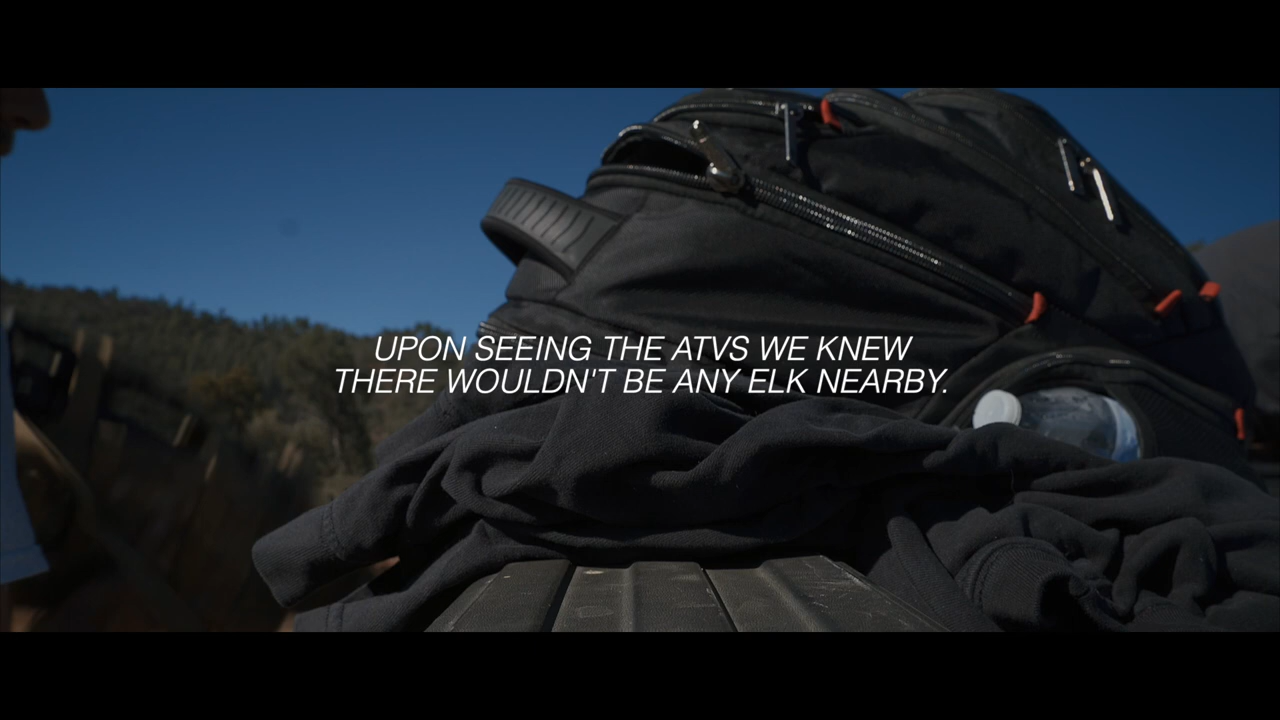 UPON SEEING THE ATVS WE KNEW
THERE WOULDN'T BE ANY ELK NEARBY.